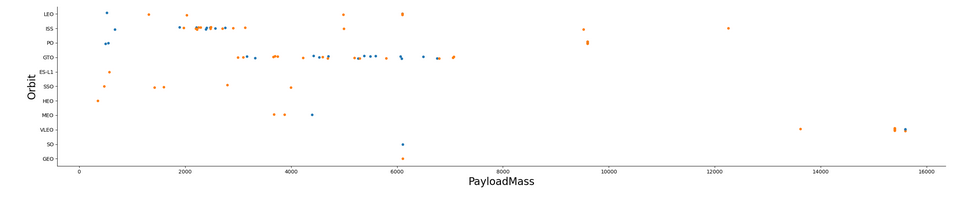 LEO
ISS
PO
GTO
ES-L1
SSO
HEO
MEO
VLEO
SO
GEO
Orbit
0 2000 4000 6000 8000 10000 12000 14000 16000
PayloadMass